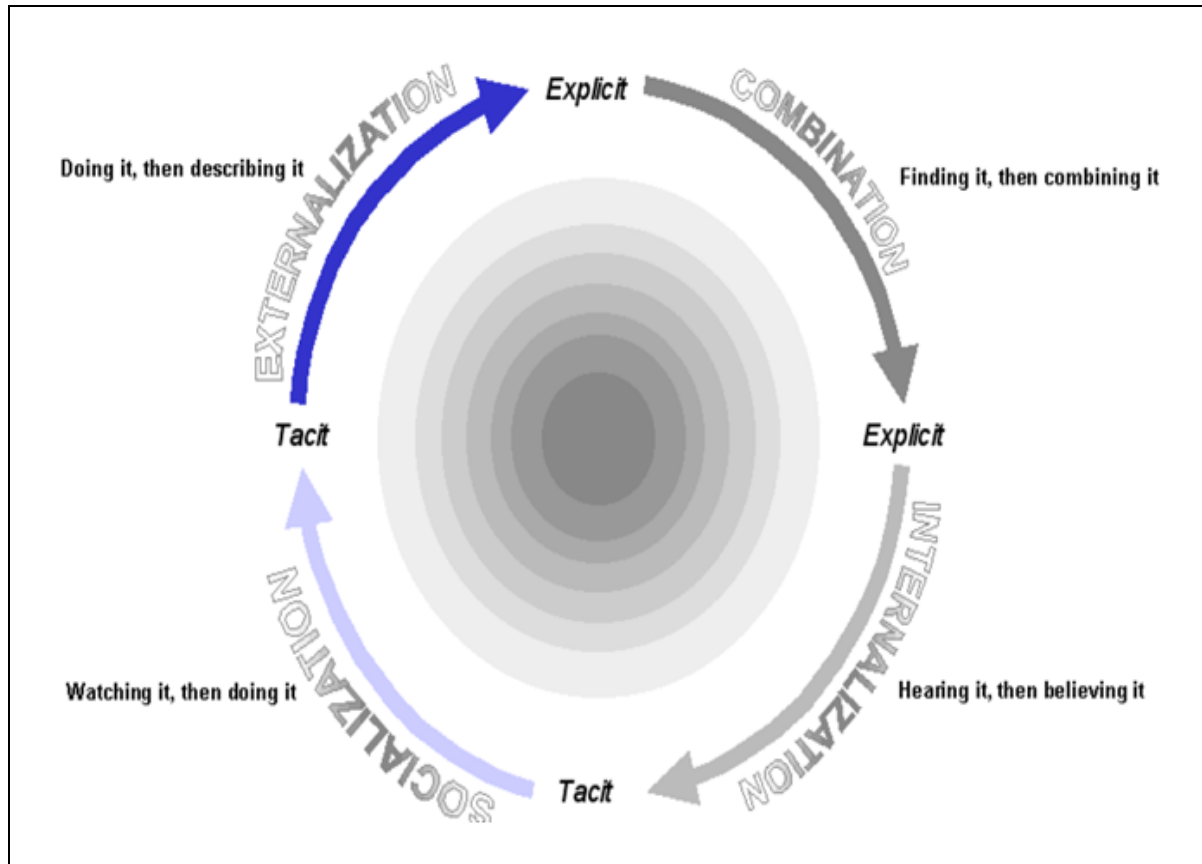 Explicit
EXTERNALIZATION
COMBINATION
Doing it, then describing it
Finding it, then combining it
Tacit
Explicit
SOCIALIZATION
INTERNALIZATION
Watching it, then doing it
Hearing it, then believing it
Tacit